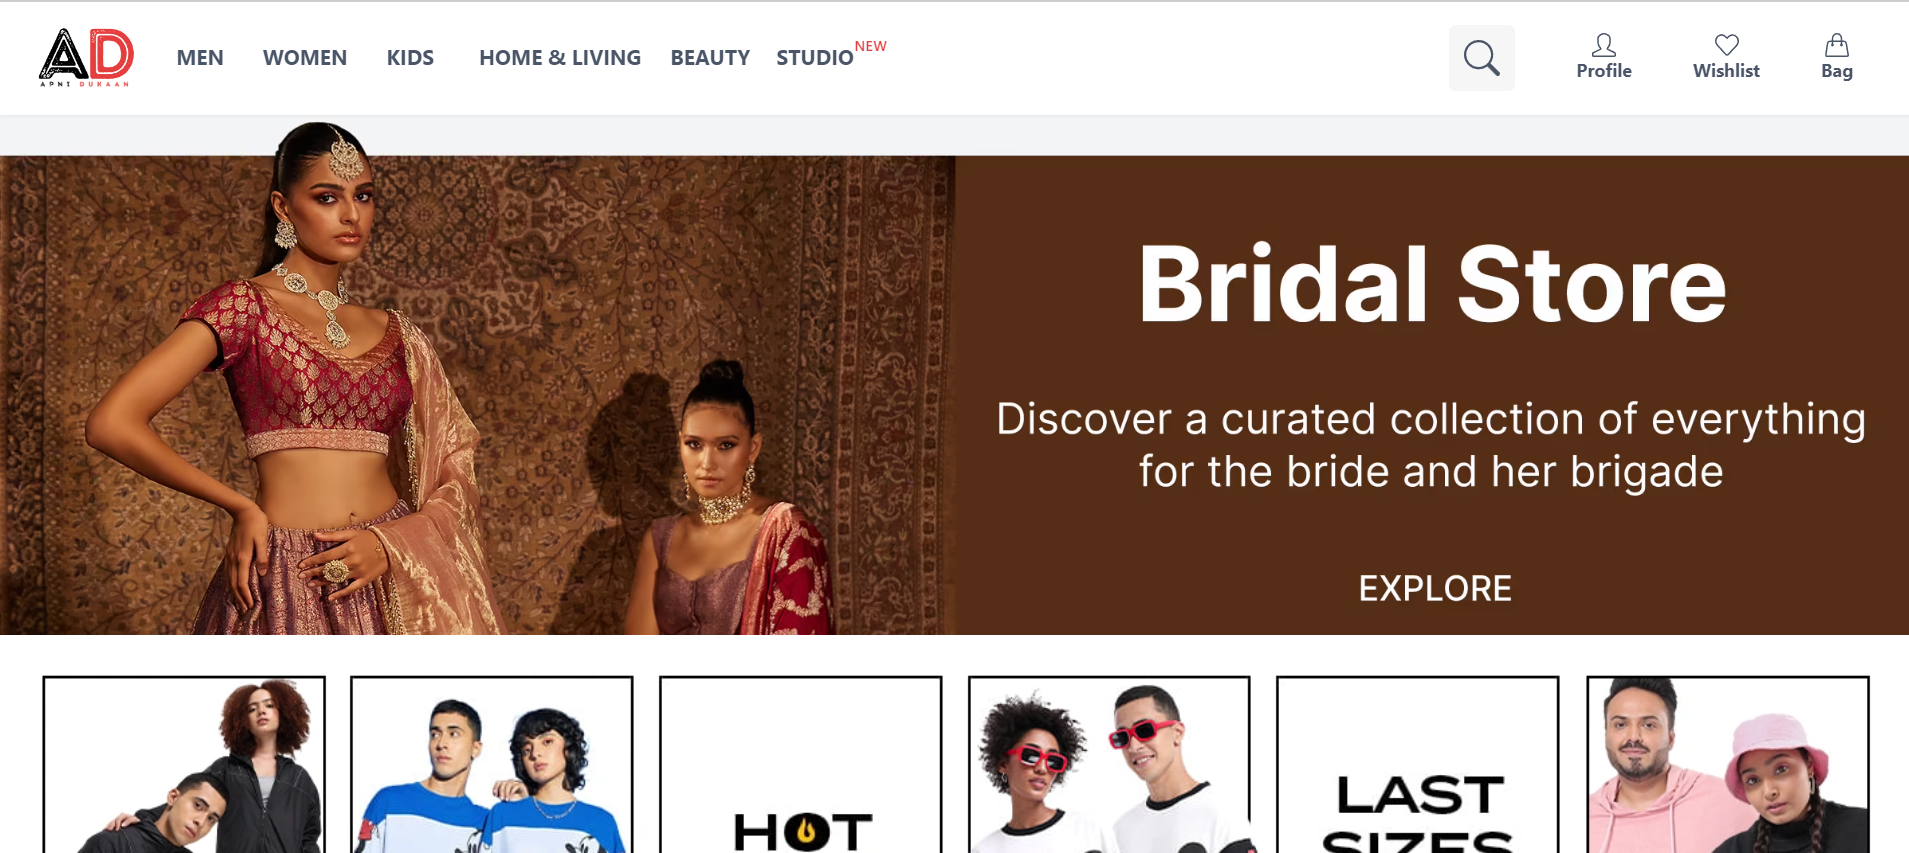 AD
APNI DUKAAN
MEN WOMEN KIDS HOME & LIVING BEAUTY STUDIO NEW
Profile Wishlist Bag
Bridal Store
Discover a curated collection of everything
for the bride and her brigade
EXPLORE
HOT
LAST
SIZES